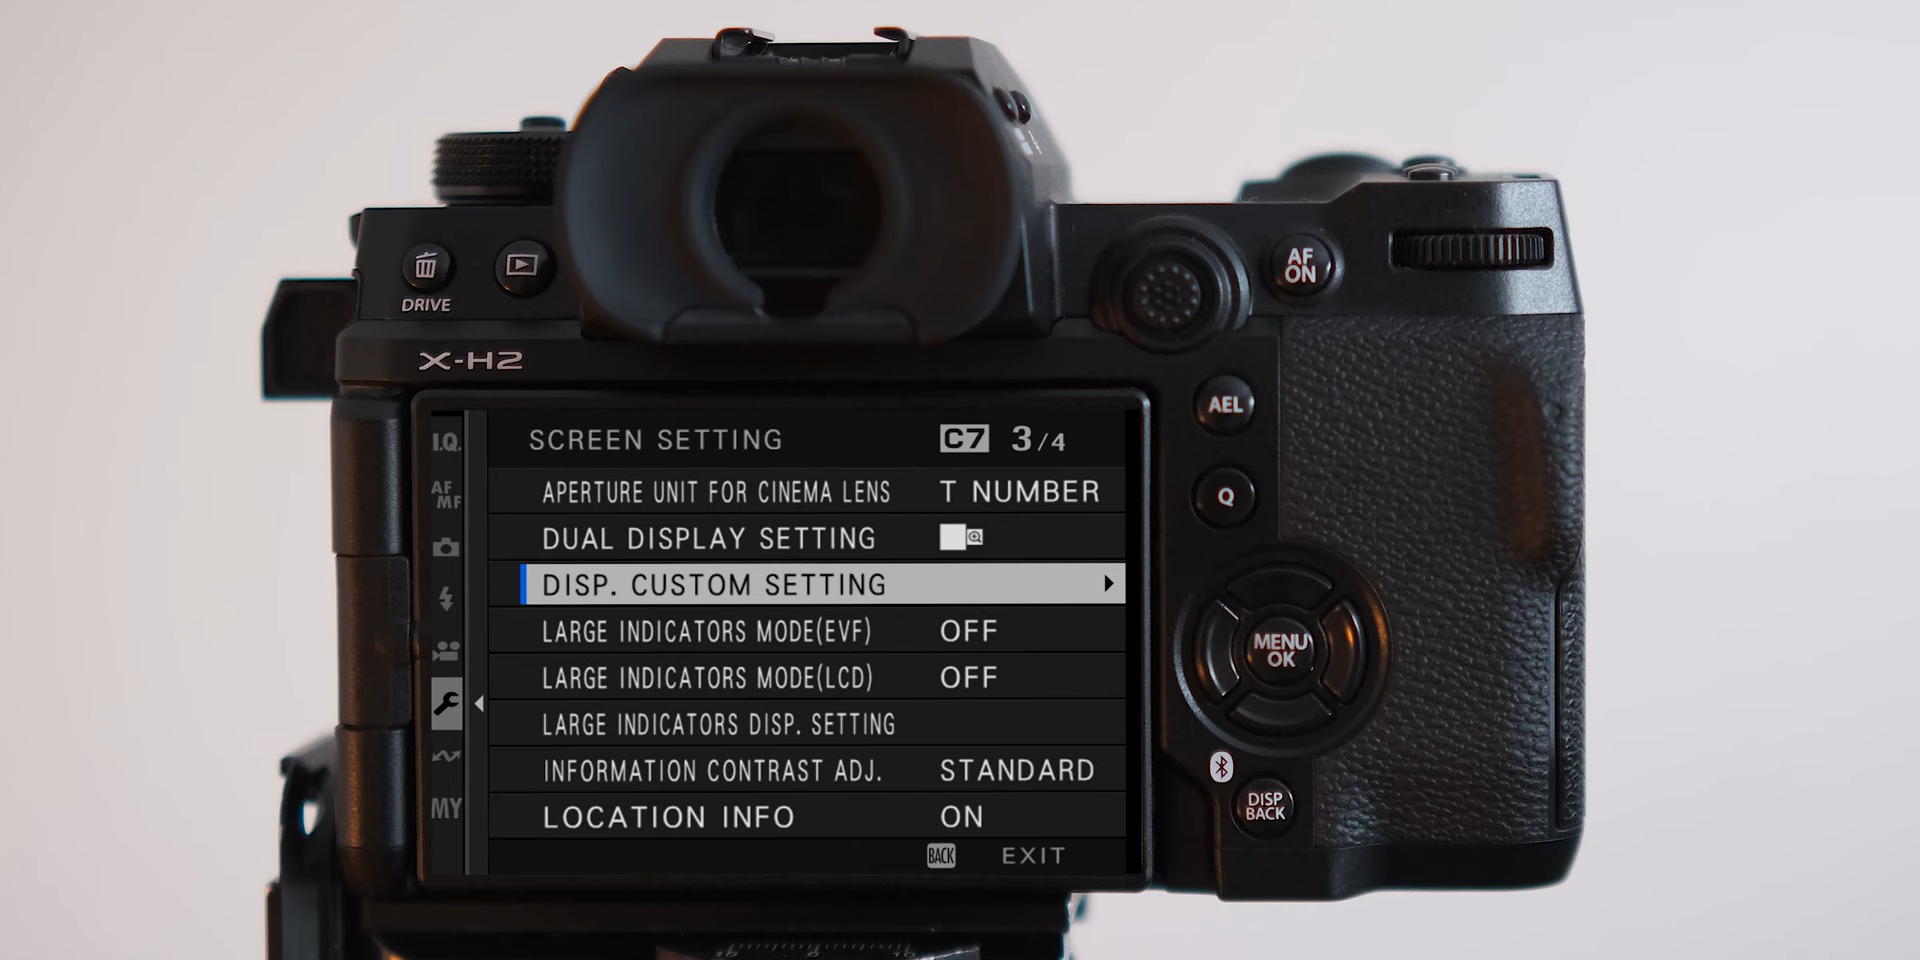 DRIVE
AF
ON
X-H2
AEL
Q
MENU
OK
DISP
BACK
I.Q.
AF
MF
MY
SCREEN SETTING C7 3/4
APERTURE UNIT FOR CINEMA LENS T NUMBER
DUAL DISPLAY SETTING
DISP. CUSTOM SETTING
LARGE INDICATORS MODE(EVF) OFF
LARGE INDICATORS MODE(LCD) OFF
LARGE INDICATORS DISP. SETTING
INFORMATION CONTRAST ADJ. STANDARD
LOCATION INFO ON
BACK EXIT